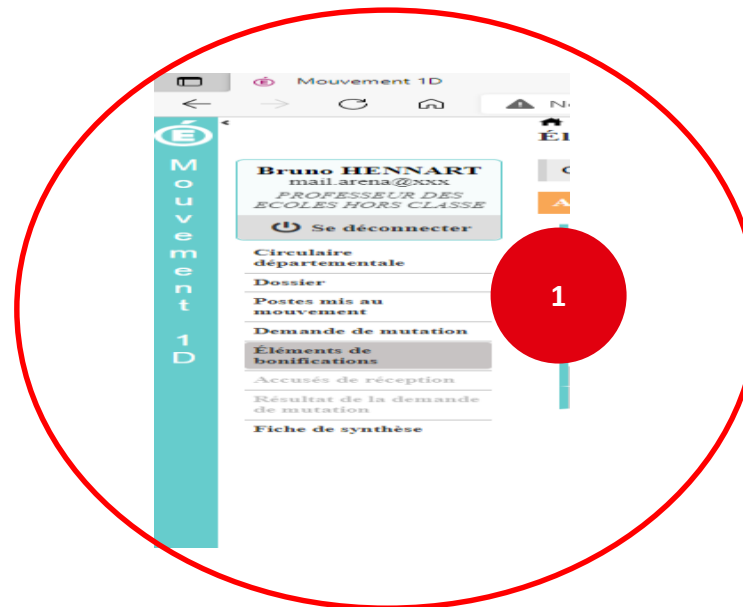 Mouvement 1D
É
Mouvement 1D
Bruno HENNART
mail.arena@xxx
PROFESSEUR DES
ECOLES HORS CLASSE
Se déconnecter
Circulaire
départementale
Dossier
Postes mis au
mouvement
Demande de mutation
Éléments de
bonifications
Accusés de réception
Résultat de la demande
de mutation
Fiche de synthèse
1